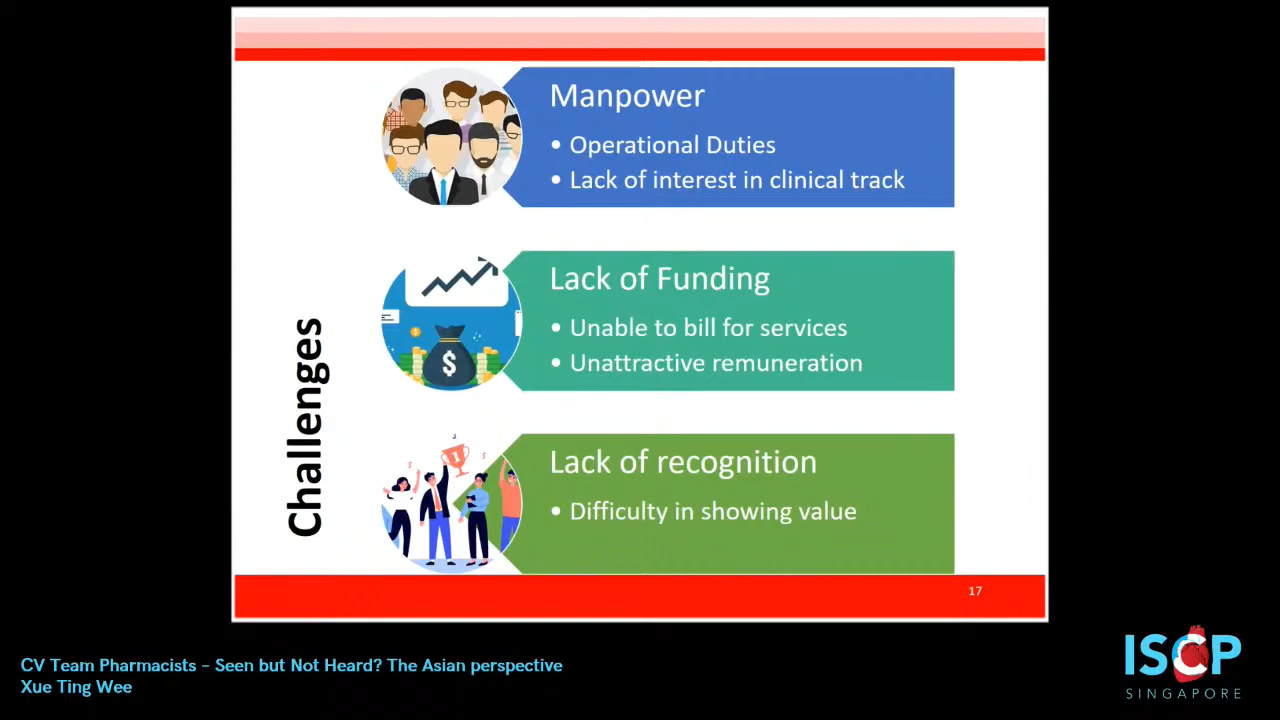 Challenges
Manpower
• Operational Duties
• Lack of interest in clinical track
$
Lack of Funding
• Unable to bill for services
• Unattractive remuneration
1
Lack of recognition
• Difficulty in showing value
17
CV Team Pharmacists – Seen but Not Heard? The Asian perspective
Xue Ting Wee
ISCP
SINGAPORE